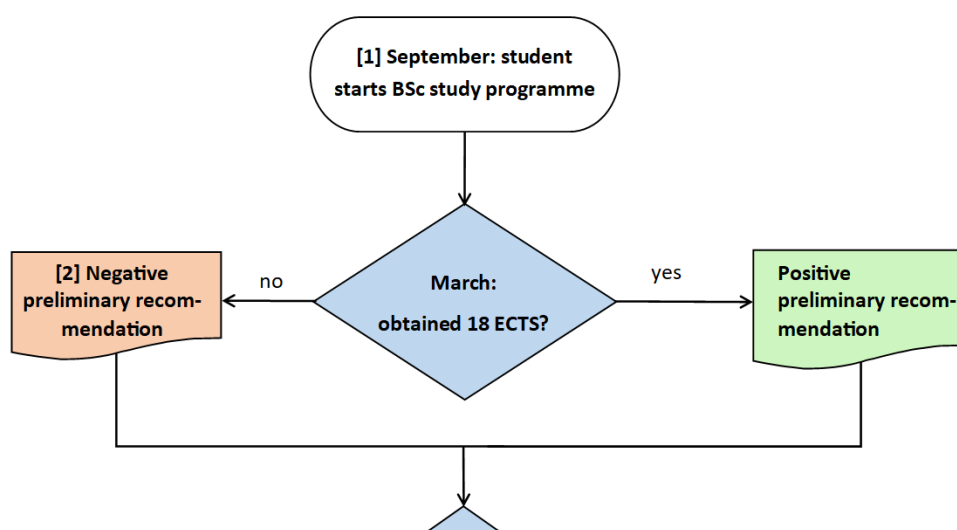 [1] September: student
starts BSc study programme
[2] Negative
preliminary recom-
mendation
no
March:
obtained 18 ECTS?
yes
Positive
preliminary recom-
mendation